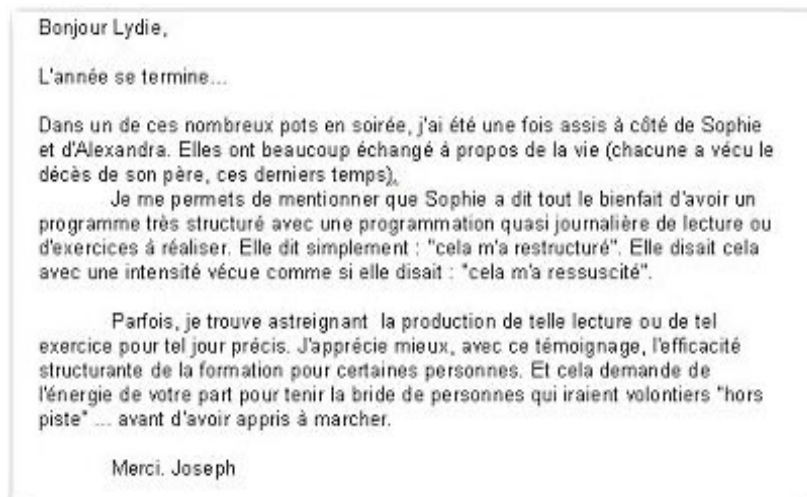 Bonjour Lydie,
L'année se termine...
Dans un de ces nombreux pots en soirée, j'ai été une fois assis à côté de Sophie
et d'Alexandra. Elles ont beaucoup échangé à propos de la vie (chacune a vécu le
décès de son père, ces derniers temps).
Je me permets de mentionner que Sophie a dit tout le bienfait d'avoir un
programme très structuré avec une programmation quasi journalière de lecture ou
d'exercices à réaliser. Elle dit simplement : "cela m'a restructuré". Elle disait cela
avec une intensité vécue comme si elle disait : "cela m'a ressuscité".
Parfois, je trouve astreignant la production de telle lecture ou de tel
exercice pour tel jour précis. J'apprécie mieux, avec ce témoignage, l'efficacité
structurante de la formation pour certaines personnes. Et cela demande de
l'énergie de votre part pour tenir la bride de personnes qui iraient volontiers "hors
piste" ... avant d'avoir appris à marcher.
Merci. Joseph